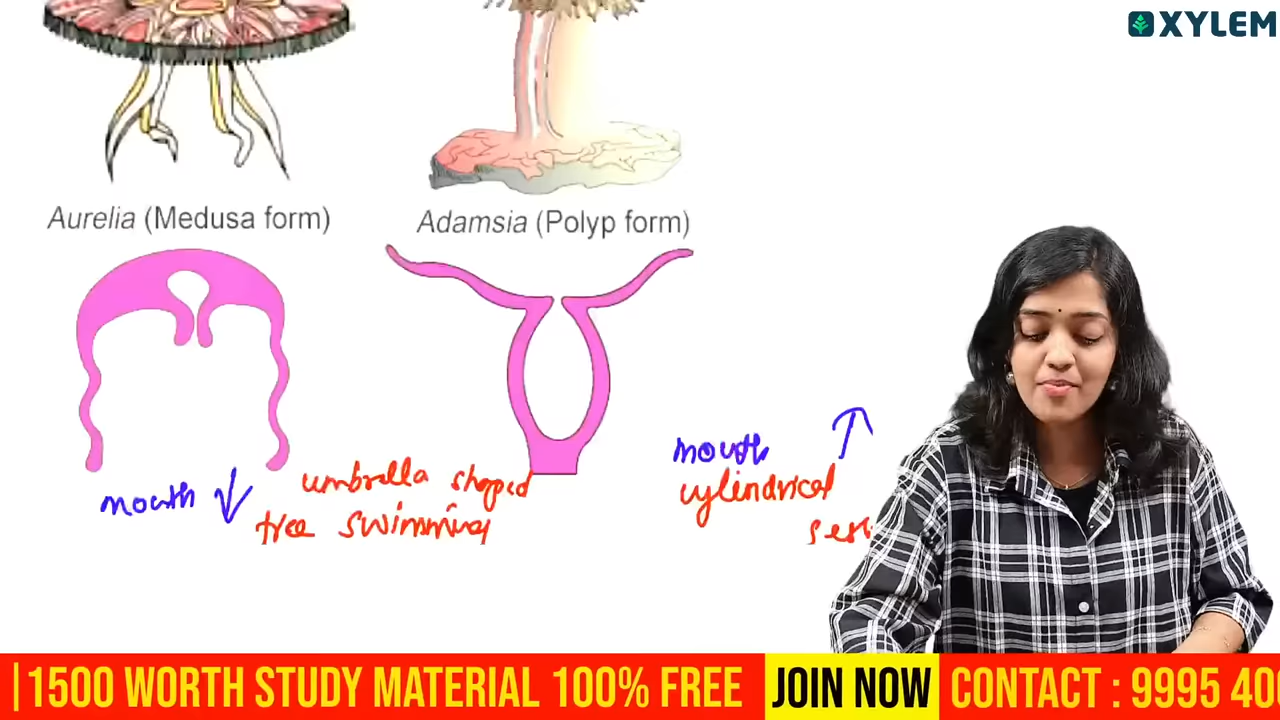 XYLEM
Aurelia (Medusa form)
Adamsia (Polyp form)
mouth
umbrella shaped
free swimming
mouth
cylindrical
|1500 WORTH STUDY MATERIAL 100% FREE
JOIN NOW
CONTACT : 9995 40